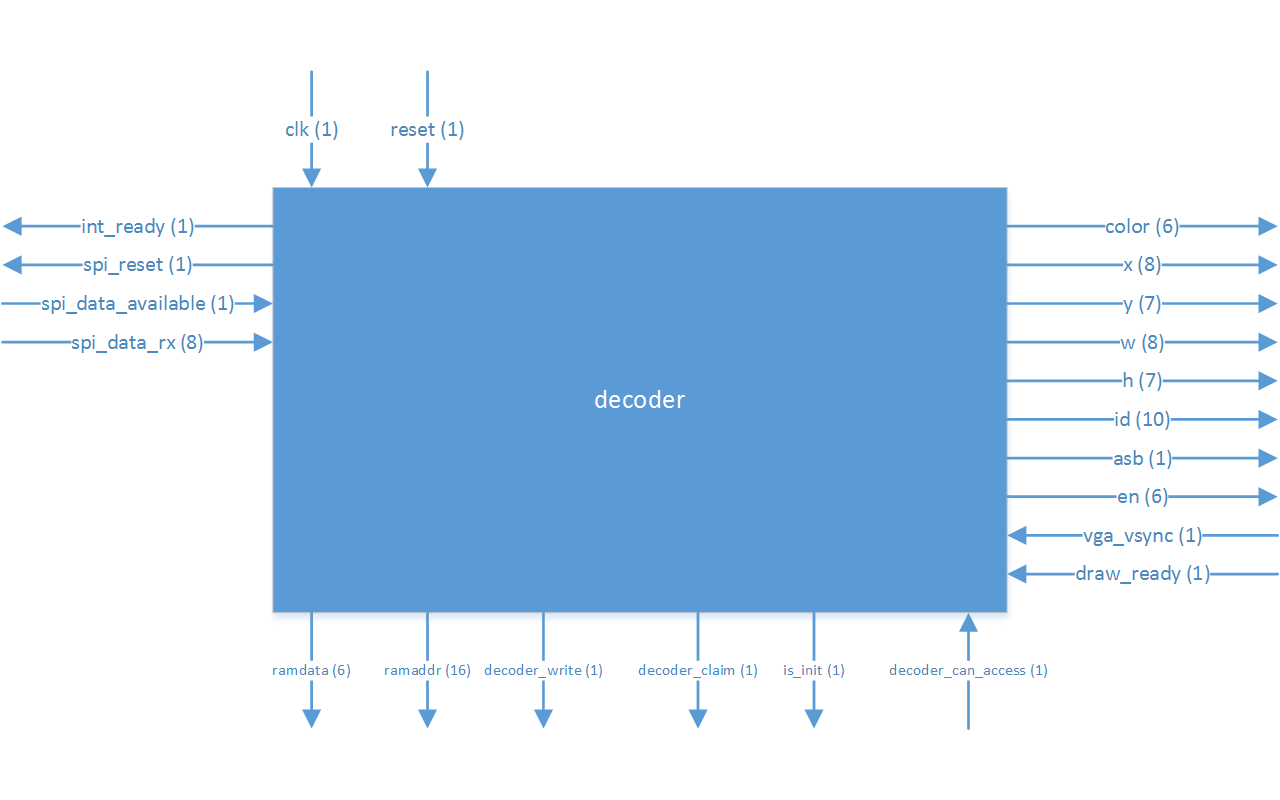 clk (1)
reset (1)
int_ready (1)
spi_reset (1)
spi_data_available (1)
spi_data_rx (8)
decoder
color (6)
x (8)
y (7)
w (8)
h (7)
id (10)
asb (1)
en (6)
vga_vsync (1)
draw_ready (1)
ramdata (6)
ramaddr (16)
decoder_write (1)
decoder_claim (1)
is_init (1)
decoder_can_access (1)